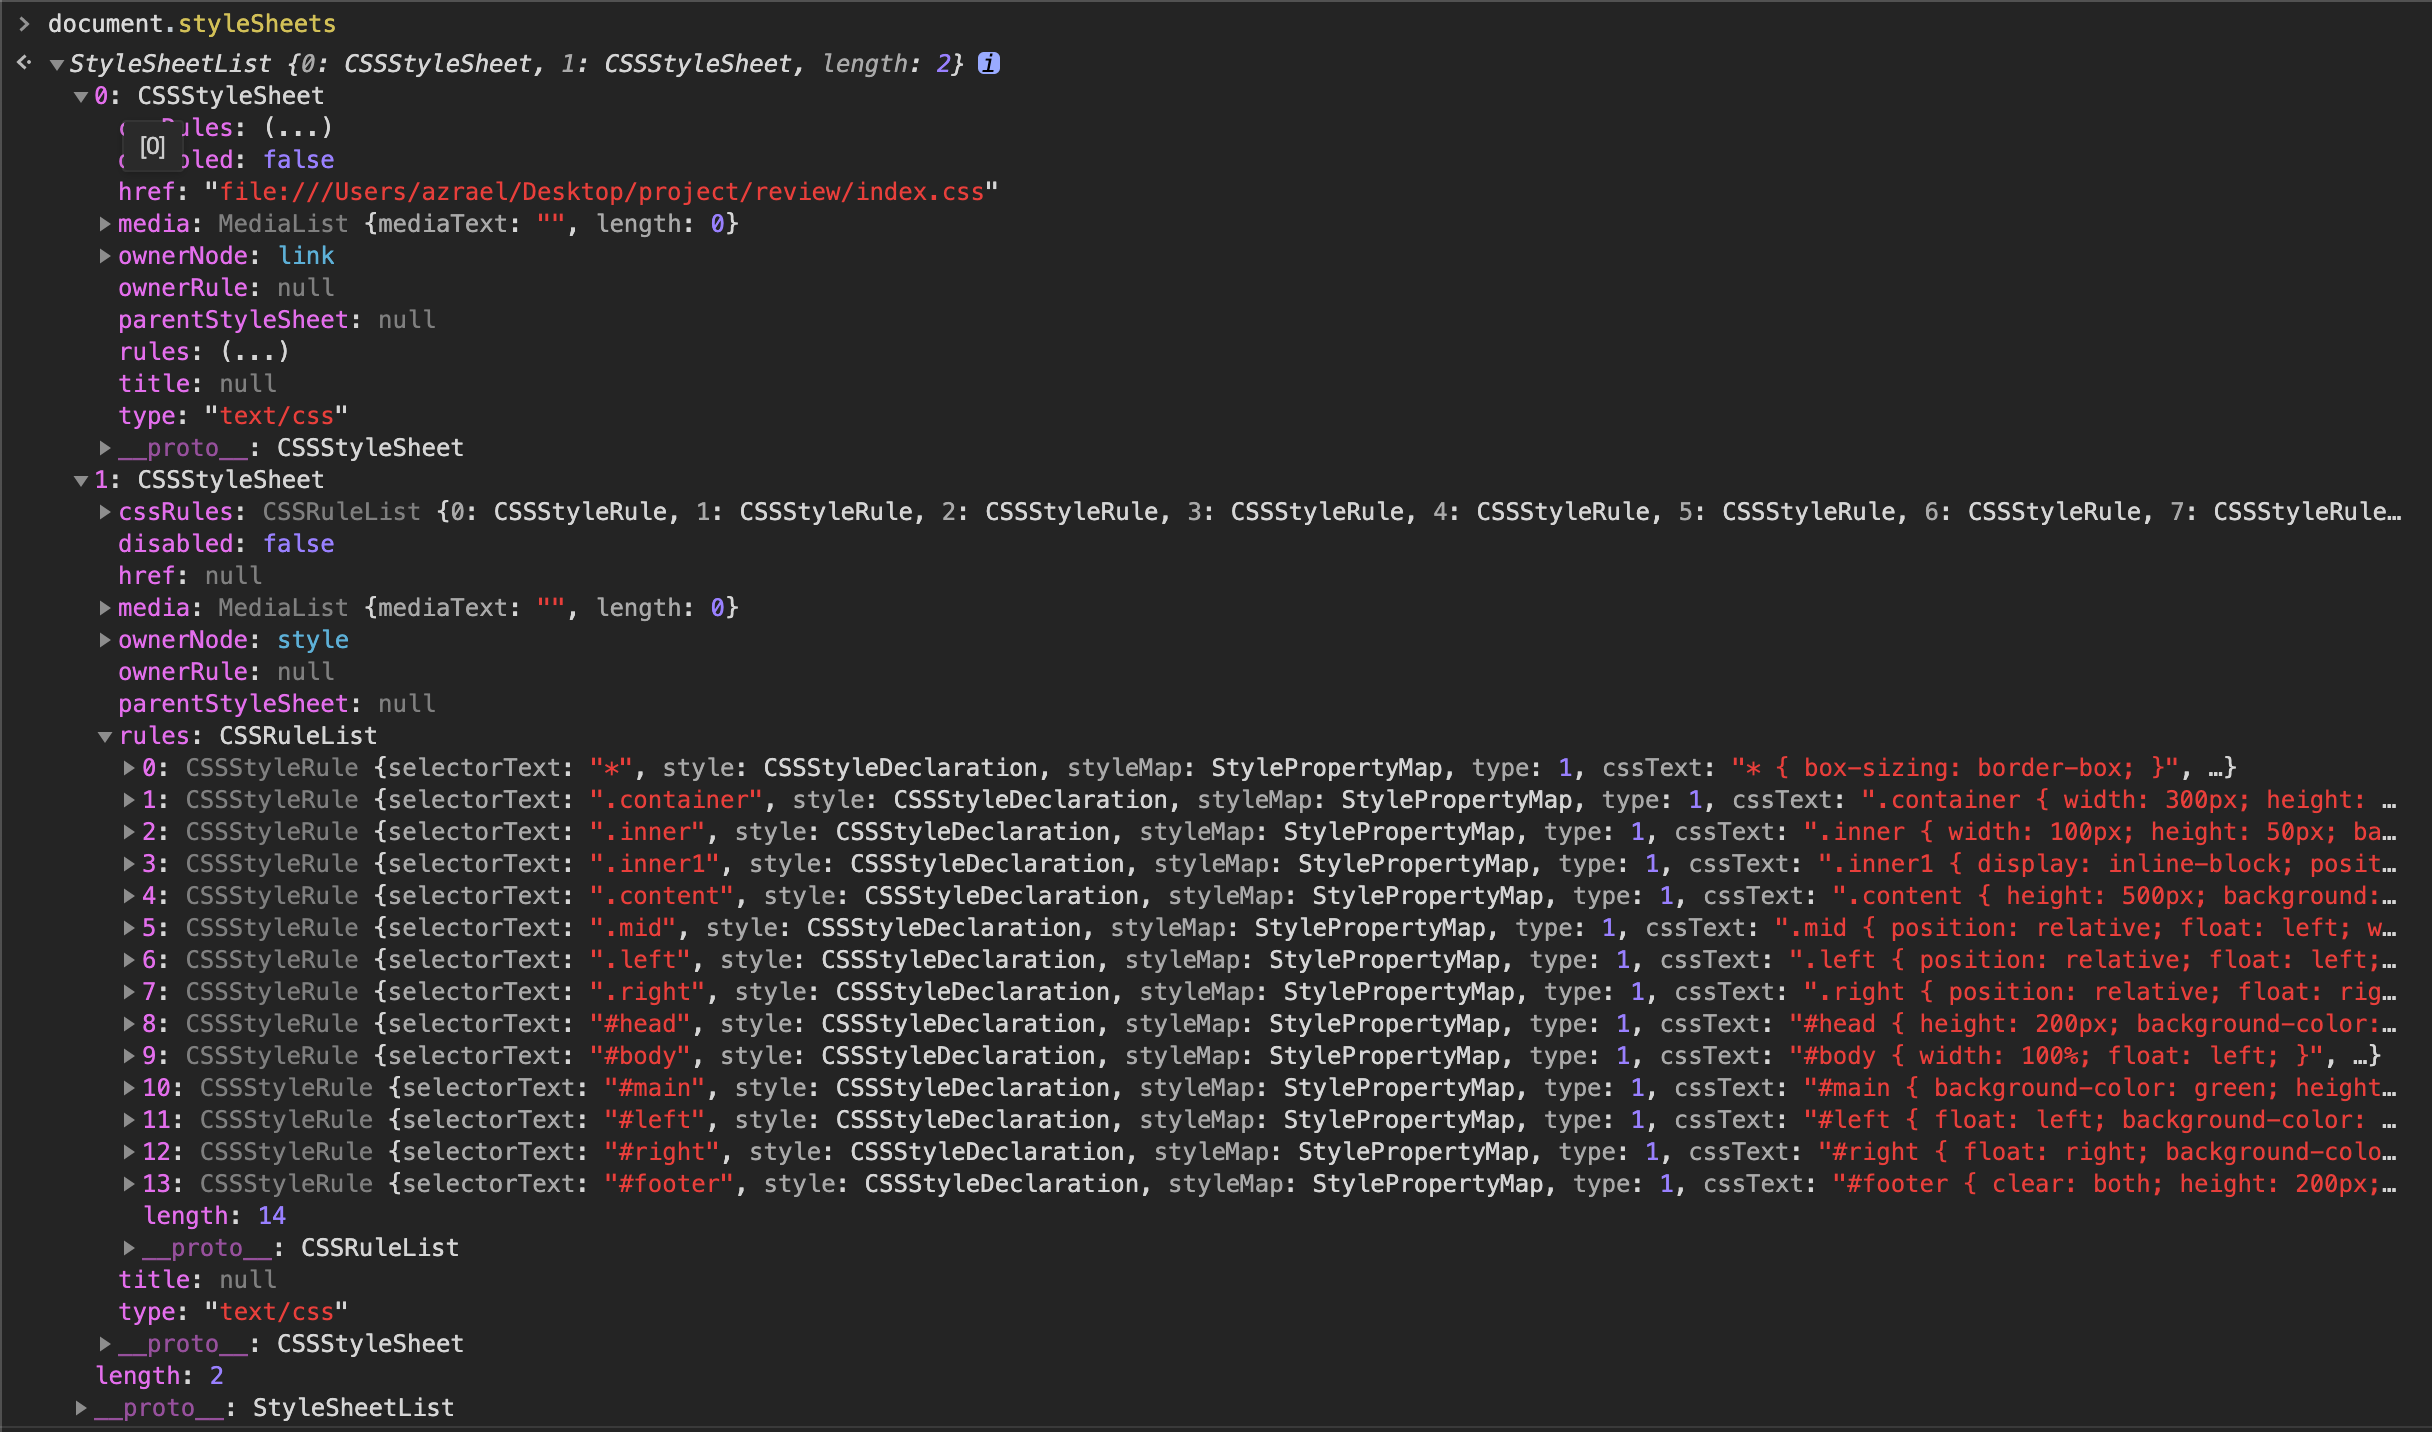 > document.styleSheets
StyleSheetList {0: CSSStyleSheet, 1: CSSStyleSheet, length: 2} i
0: CSSStyleSheet
Rules: (...)
[0]
bled: false
href: "file:///Users/azrael/Desktop/project/review/index.css"
media: MediaList {mediaText: "", length: 0}
ownerNode: link
ownerRule: null
parentStyleSheet: null
rules: (...)
title: null
type: "text/css"
__proto__: CSSStyleSheet
1: CSSStyleSheet
cssRules: CSSRuleList {0: CSSStyleRule, 1: CSSStyleRule, 2: CSSStyleRule, 3: CSSStyleRule, 4: CSSStyleRule, 5: CSSStyleRule, 6: CSSStyleRule, 7: CSSStyleRule…
disabled: false
href: null
media: MediaList {mediaText: "", length: 0}
ownerNode: style
ownerRule: null
parentStyleSheet: null
rules: CSSRuleList
0: CSSStyleRule {selectorText: "*", style: CSSStyleDeclaration, styleMap: StylePropertyMap, type: 1, cssText: "* { box-sizing: border-box; }", …}
1: CSSStyleRule {selectorText: ".container", style: CSSStyleDeclaration, styleMap: StylePropertyMap, type: 1, cssText: ".container { width: 300px; height: …
2: CSSStyleRule {selectorText: ".inner", style: CSSStyleDeclaration, styleMap: StylePropertyMap, type: 1, cssText: ".inner { width: 100px; height: 50px; ba…
3: CSSStyleRule {selectorText: ".inner1", style: CSSStyleDeclaration, styleMap: StylePropertyMap, type: 1, cssText: ".inner1 { display: inline-block; posit…
4: CSSStyleRule {selectorText: ".content", style: CSSStyleDeclaration, styleMap: StylePropertyMap, type: 1, cssText: ".content { height: 500px; background:…
5: CSSStyleRule {selectorText: ".mid", style: CSSStyleDeclaration, styleMap: StylePropertyMap, type: 1, cssText: ".mid { position: relative; float: left; w…
6: CSSStyleRule {selectorText: ".left", style: CSSStyleDeclaration, styleMap: StylePropertyMap, type: 1, cssText: ".left { position: relative; float: left;…
7: CSSStyleRule {selectorText: ".right", style: CSSStyleDeclaration, styleMap: StylePropertyMap, type: 1, cssText: ".right { position: relative; float: rig…
8: CSSStyleRule {selectorText: "#head", style: CSSStyleDeclaration, styleMap: StylePropertyMap, type: 1, cssText: "#head { height: 200px; background-color:…
9: CSSStyleRule {selectorText: "#body", style: CSSStyleDeclaration, styleMap: StylePropertyMap, type: 1, cssText: "#body { width: 100%; float: left; }", …}
10: CSSStyleRule {selectorText: "#main", style: CSSStyleDeclaration, styleMap: StylePropertyMap, type: 1, cssText: "#main { background-color: green; height…
11: CSSStyleRule {selectorText: "#left", style: CSSStyleDeclaration, styleMap: StylePropertyMap, type: 1, cssText: "#left { float: left; background-color: …
12: CSSStyleRule {selectorText: "#right", style: CSSStyleDeclaration, styleMap: StylePropertyMap, type: 1, cssText: "#right { float: right; background-colo…
13: CSSStyleRule {selectorText: "#footer", style: CSSStyleDeclaration, styleMap: StylePropertyMap, type: 1, cssText: "#footer { clear: both; height: 200px;…
length: 14
__proto__: CSSRuleList
title: null
type: "text/css"
__proto__: CSSStyleSheet
length: 2
__proto__: StyleSheetList